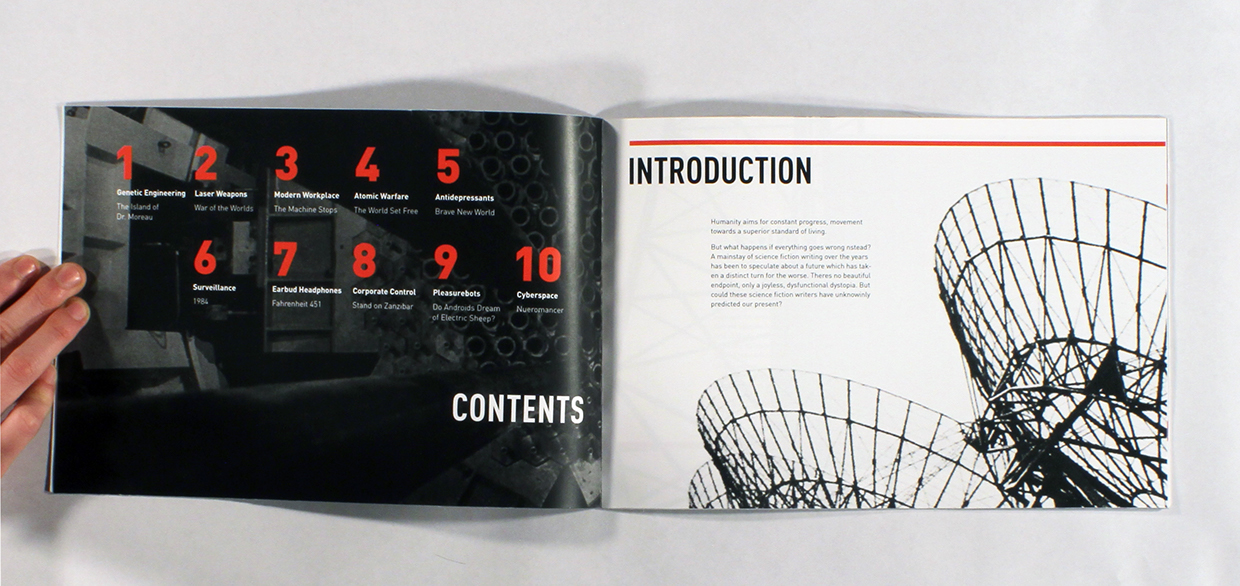 1
Genetic Engineering
The Island of
Dr. Moreau
2
Laser Weapons
War of the Worlds
3
Modern Workplace
The Machine Stops
4
Atomic Warfare
The World Set Free
5
Antidepressants
Brave New World
6
Surveillance
1984
7
Earbud Headphones
Fahrenheit 451
8
Corporate Control
Stand on Zanzibar
9
Pleasurebots
Do Androids Dream
of Electric Sheep?
10
Cyberspace
Nueromancer
CONTENTS
INTRODUCTION
Humanity aims for constant progress, movement
towards a superior standard of living.
But what happens if everything goes wrong nstead?
A mainstay of science fiction writing over the years
has been to speculate about a future which has tak-
en a distinct turn for the worse. Theres no beautiful
endpoint, only a joyless, dysfunctional dystopia. But
could these science fiction writers have unknowinly
predicted our present?